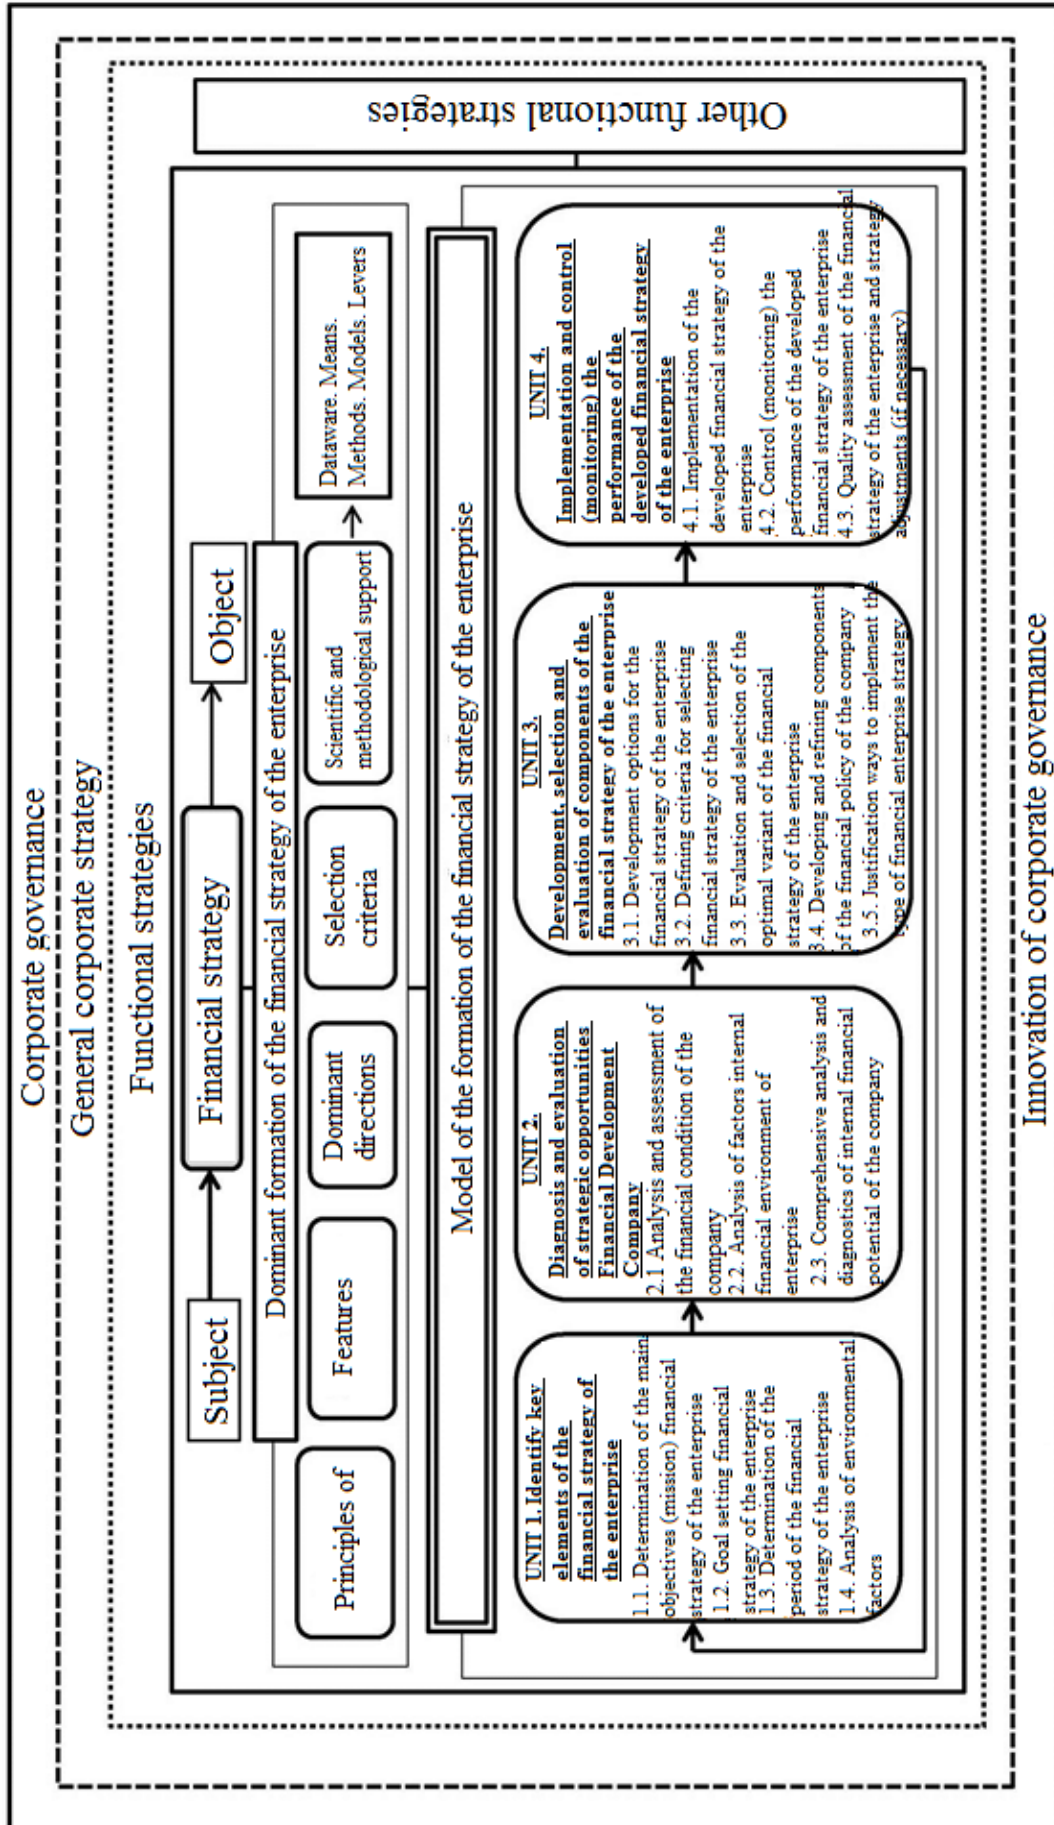 Corporate governance
General corporate strategy
Functional strategies
Subject
Financial strategy
Object
Dominant formation of the financial strategy of the enterprise
Principles of
Features
Dominant
directions
Selection
criteria
Scientific and
methodological support
Dataware. Means.
Methods. Models. Levers
Model of the formation of the financial strategy of the enterprise
UNIT 1. Identify key
elements of the
financial strategy of
the enterprise
1.1. Determination of the main
objectives (mission) financial
strategy of the enterprise
1.2. Goal setting financial
strategy of the enterprise
1.3. Determination of the
period of the financial
strategy of the enterprise
1.4. Analysis of environmental
factors
UNIT 2.
Diagnosis and evaluation
of strategic opportunities
Financial Development
Company
2.1 Analysis and assessment of
the financial condition of the
company
2.2. Analysis of factors internal
financial environment of
enterprise
2.3. Comprehensive analysis and
diagnostics of internal financial
potential of the company
UNIT 3.
Development, selection and
evaluation of components of the
financial strategy of the enterprise
3.1. Development options for the
financial strategy of the enterprise
3.2. Defining criteria for selecting
financial strategy of the enterprise
3.3. Evaluation and selection of the
optimal variant of the financial
strategy of the enterprise
3.4. Developing and refining components
of the financial policy of the company
3.5. Justification ways to implement the
type of financial enterprise strategy
UNIT 4.
Implementation and control
(monitoring) the
performance of the
developed financial strategy
of the enterprise
4.1. Implementation of the
developed financial strategy of the
enterprise
4.2. Control (monitoring) the
performance of the developed
financial strategy of the enterprise
4.3. Quality assessment of the financial
strategy of the enterprise and strategy
adjustments (if necessary)
Other functional strategies
Innovation of corporate governance